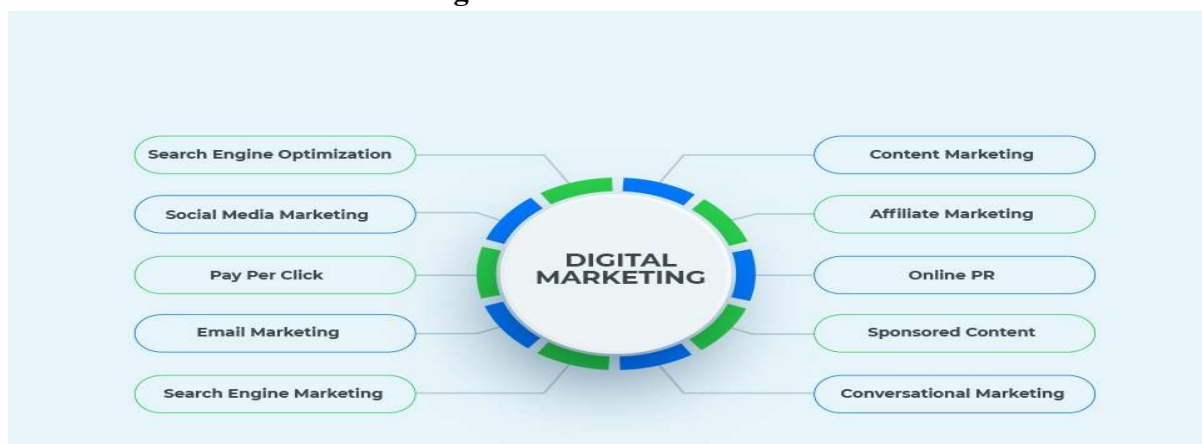 Search Engine Optimization
Social Media Marketing
Pay Per Click
Email Marketing
Search Engine Marketing
DIGITAL
MARKETING
Content Marketing
Affiliate Marketing
Online PR
Sponsored Content
Conversational Marketing